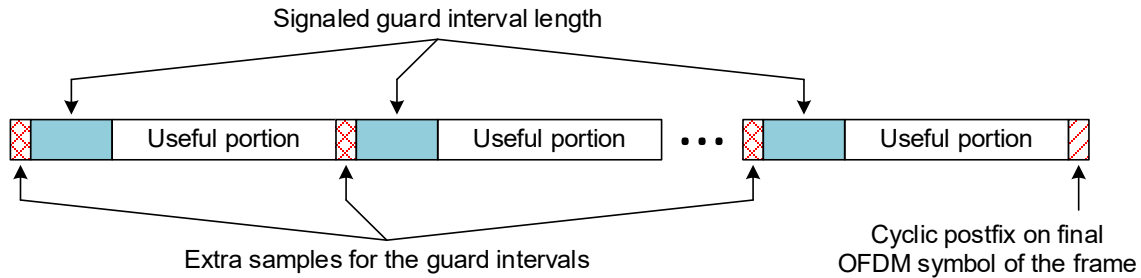 Signaled guard interval length
Useful portion
Useful portion
Useful portion
Extra samples for the guard intervals
Cyclic postfix on final
OFDM symbol of the frame